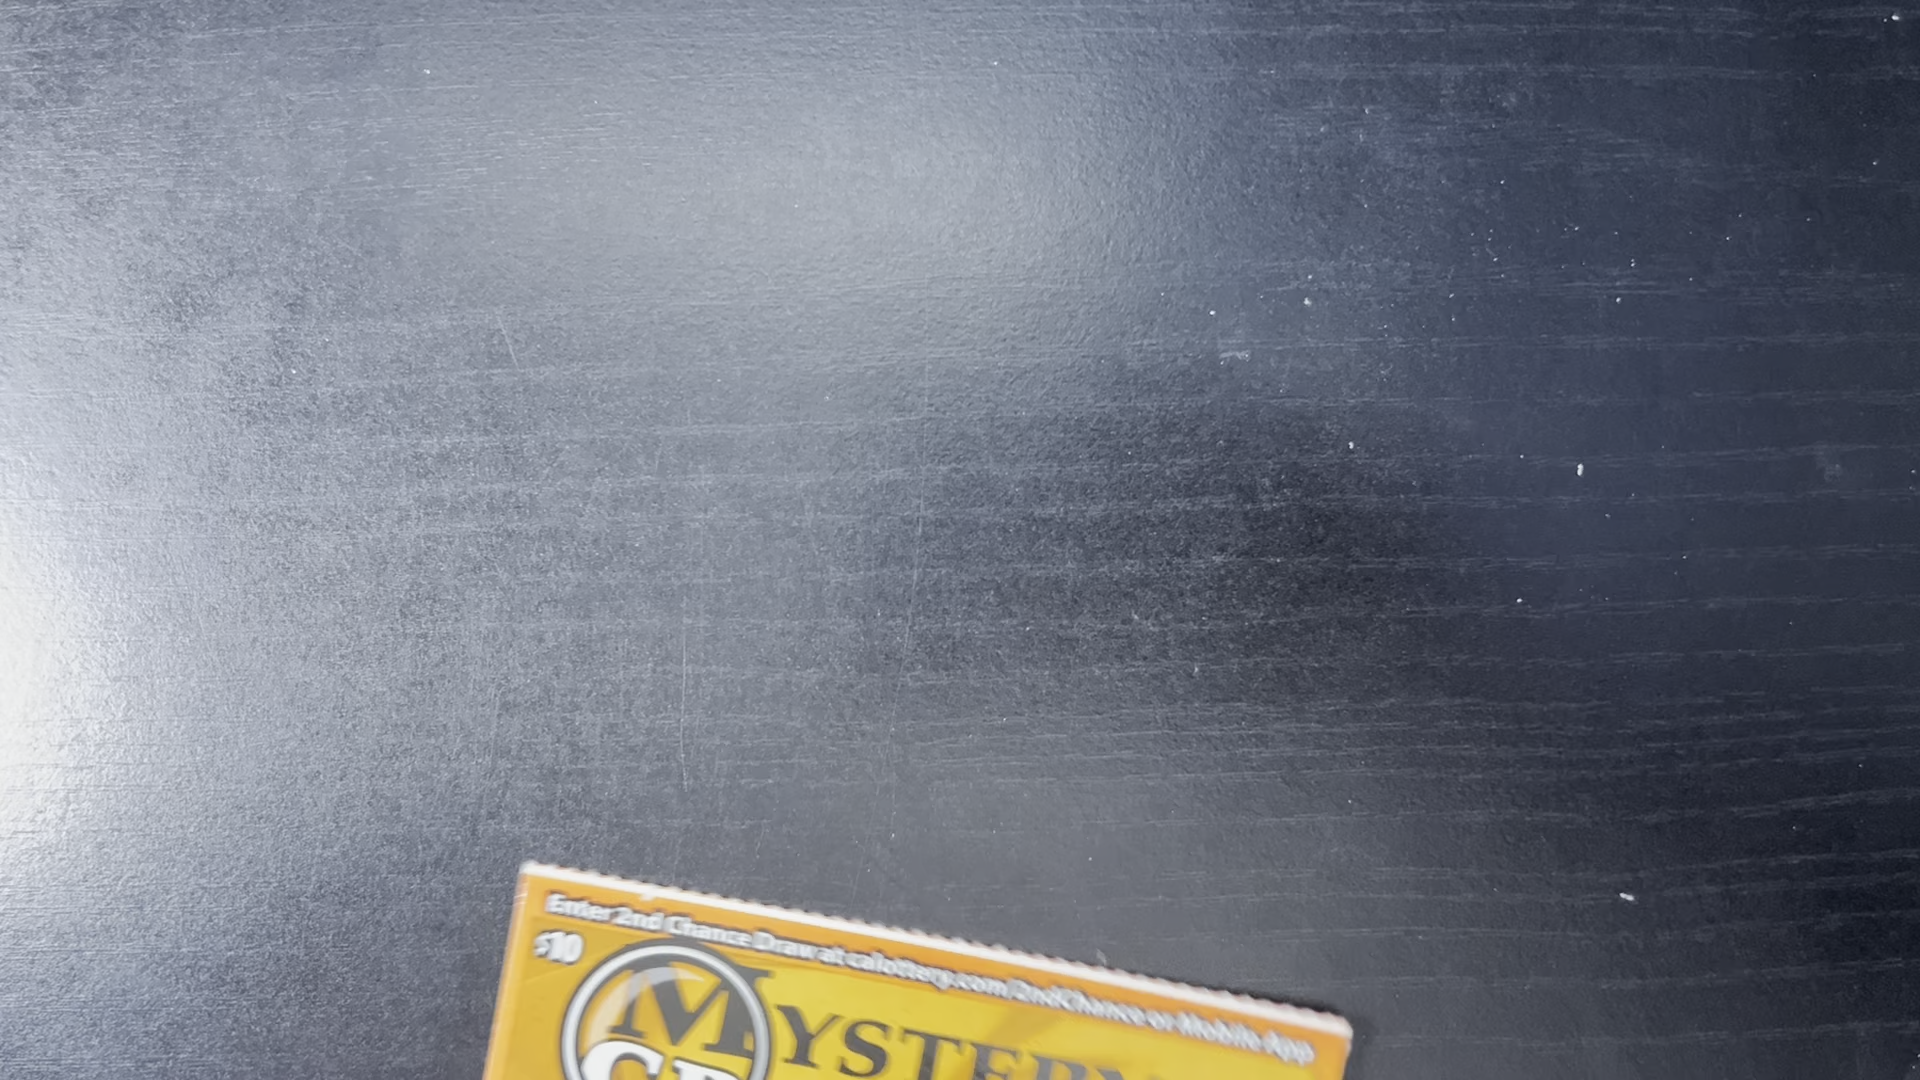 Enter 2nd Chance Draw at calottery.com/2ndChance or Mobile App
$10
MYSTERY